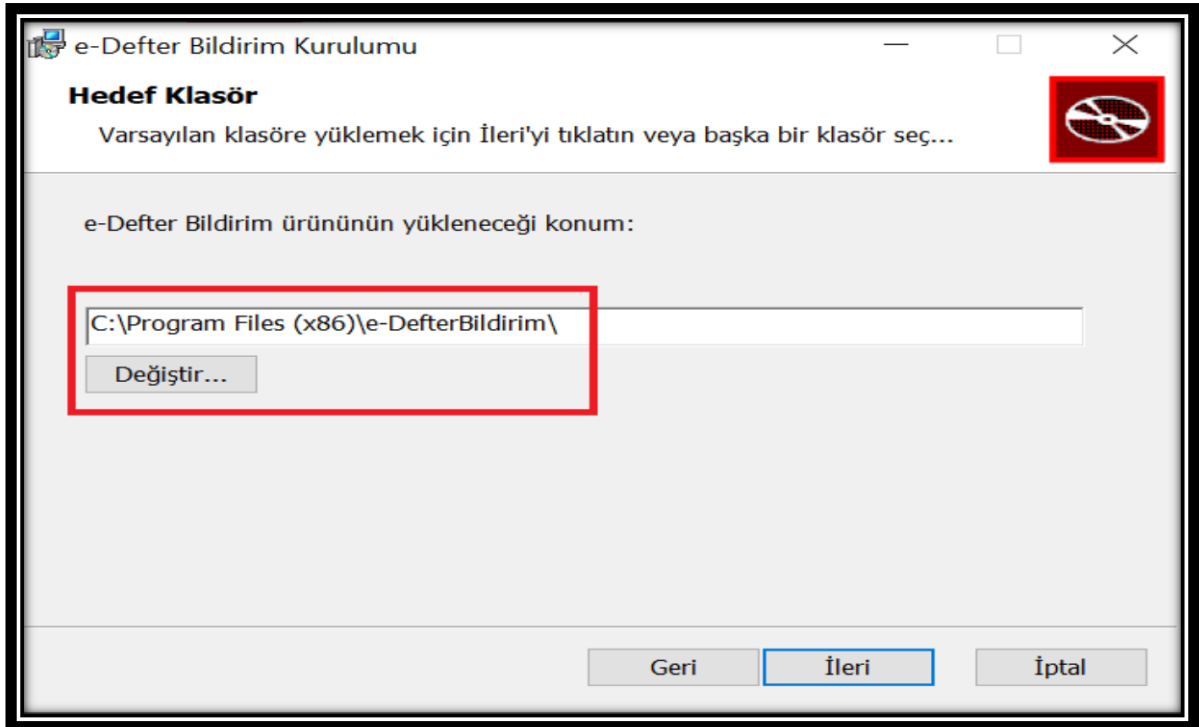 e-Defter Bildirim Kurulumu
Hedef Klasör
Varsayılan klasöre yüklemek için İleri'yi tıklatın veya başka bir klasör seç...
e-Defter Bildirim ürününün yükleneceği konum:
C:\Program Files (x86)\e-DefterBildirim\
Değiştir...
Geri İleri İptal